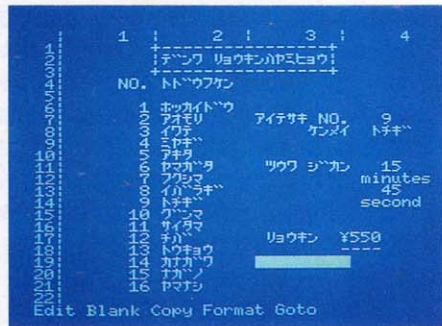 1 2 3 4
1 +---------------+
2 デンワ リョウキンハヤミヒョウ
3 +---------------+
4 NO. トドウフケン
5
6 1 ホッカイドウ
7 2 アオモリ アイテサキ NO. 9
8 3 イワテ ケンメイ トチギ
9 4 ミヤギ
10 5 アキタ
11 6 ヤマガタ ツウワ ジカン 15
12 7 フクシマ minutes
13 8 イバラギ 45
14 9 トチギ second
15 10 グンマ
16 11 サイタマ
17 12 チバ リョウキン ¥550
18 13 トウキョウ ----
19 14 カナガワ
20 15 ナガノ
21 16 ヤマナシ
22
Edit Blank Copy Format Goto